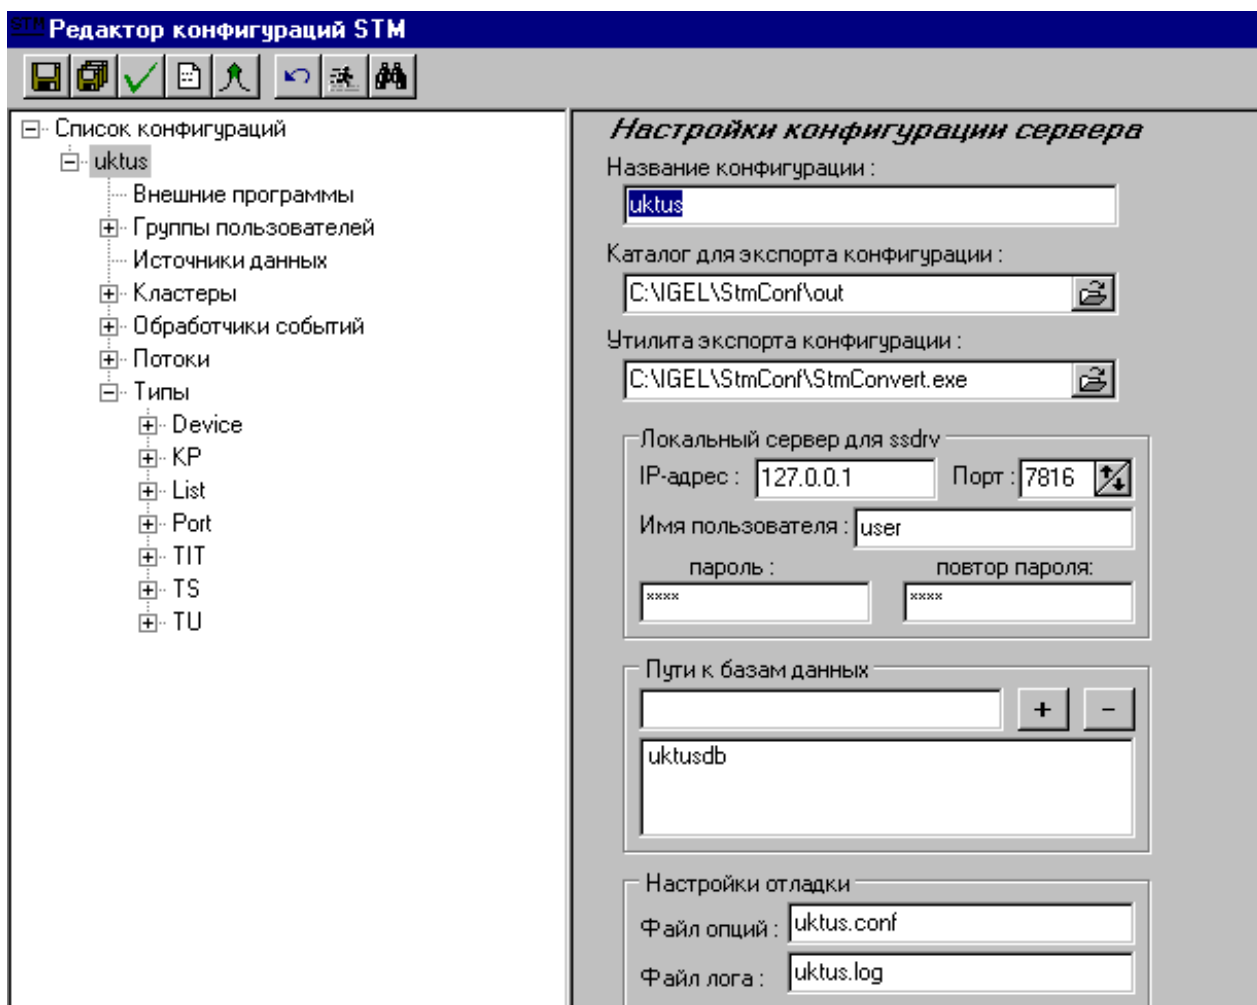 STM Редактор конфигураций STM
Список конфигураций
uktus
Внешние программы
Группы пользователей
Источники данных
Кластеры
Обработчики событий
Потоки
Типы
Device
KP
List
Port
TIT
TS
TU
Настройки конфигурации сервера
Название конфигурации :
uktus
Каталог для экспорта конфигурации :
C:\IGEL\StmConf\out
Утилита экспорта конфигурации :
C:\IGEL\StmConf\StmConvert.exe
Локальный сервер для ssdrv
IP-адрес : 127.0.0.1 Порт : 7816
Имя пользователя : user
пароль : повтор пароля:
**** ****
Пути к базам данных
+ -
uktusdb
Настройки отладки
Файл опций : uktus.conf
Файл лога : uktus.log